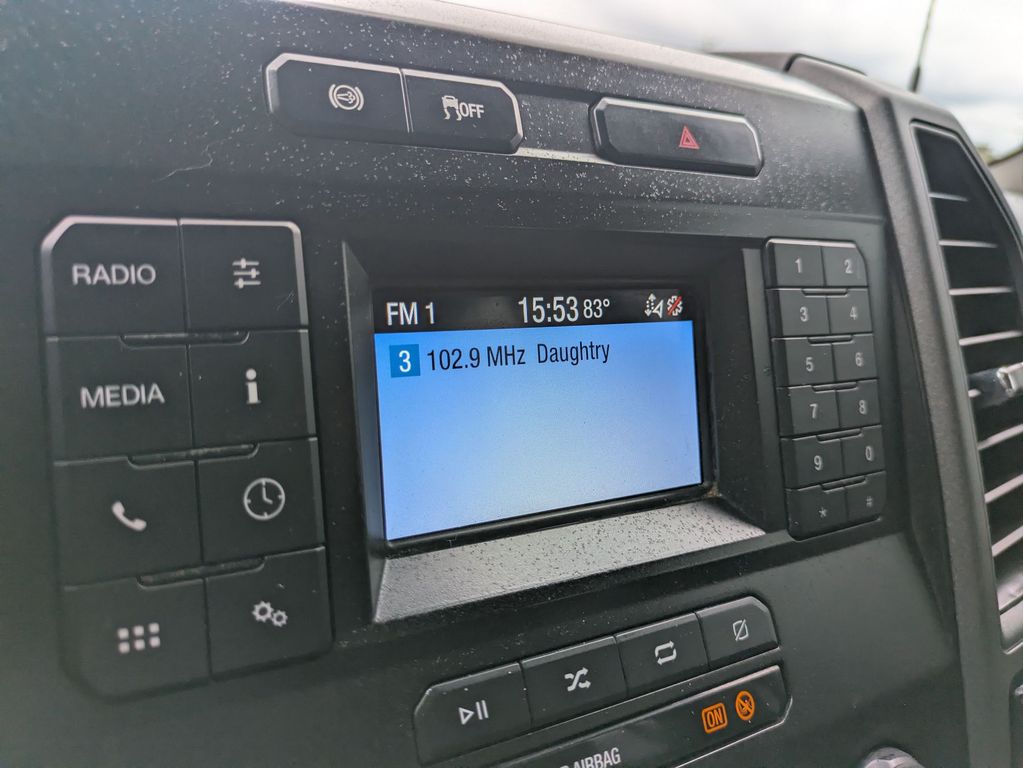 OFF
RADIO
MEDIA
FM 1 15:53 83°
3 102.9 MHz Daughtry
1 2
3 4
5 6
7 8
9 0
* #
ON
AIRBAG